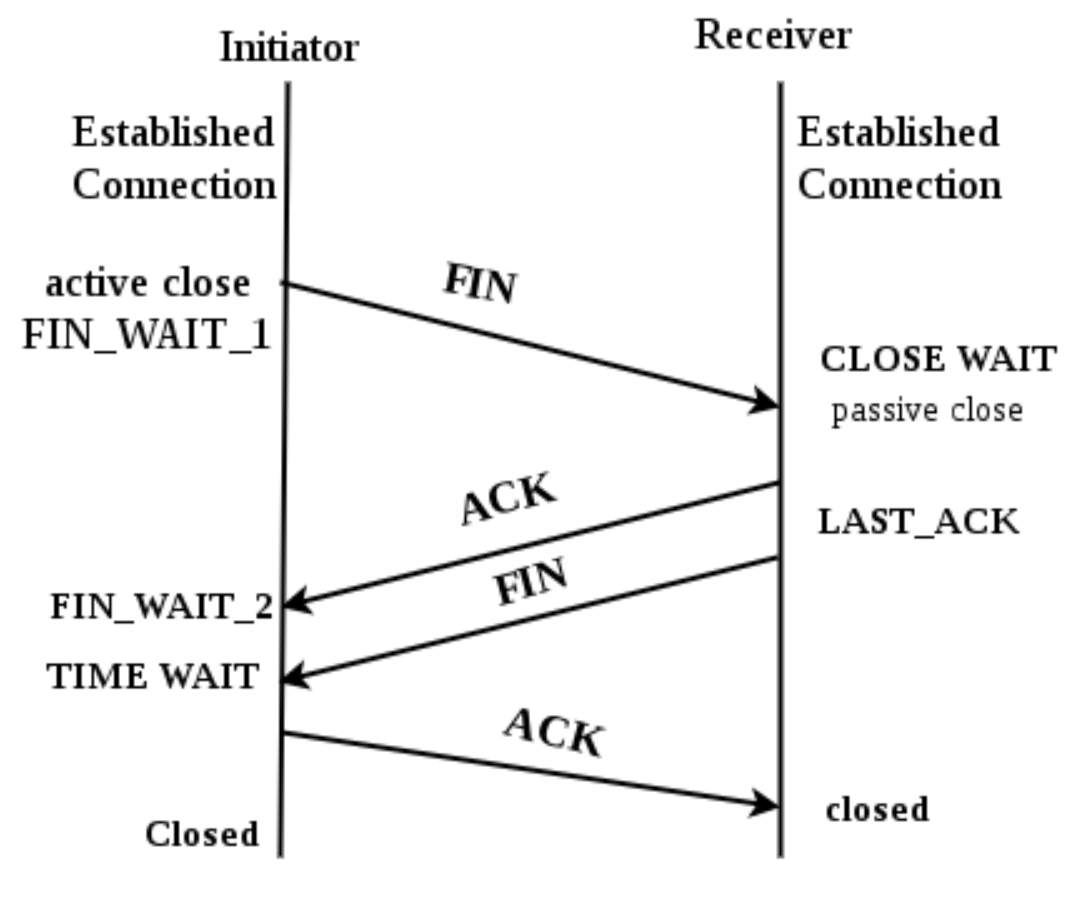 Initiator
Receiver
Established
Connection
Established
Connection
active close
FIN_WAIT_1
FIN
CLOSE WAIT
passive close
ACK
LAST_ACK
FIN
FIN_WAIT_2
TIME WAIT
ACK
closed
Closed